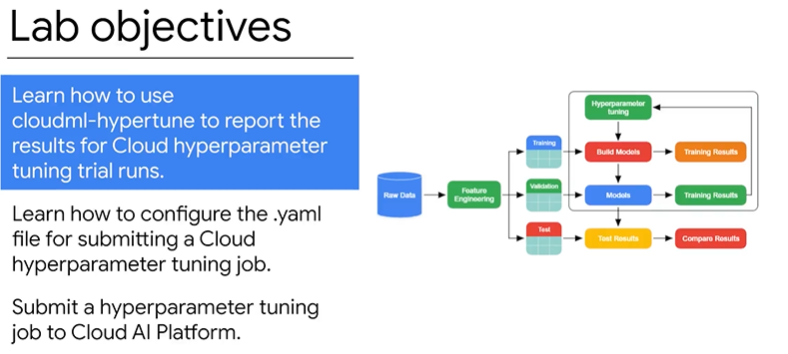 Lab objectives
Learn how to use
cloudml-hypertune to report the
results for Cloud hyperparameter
tuning trial runs.
Learn how to configure the .yaml
file for submitting a Cloud
hyperparameter tuning job.
Submit a hyperparameter tuning
job to Cloud AI Platform.
Hyperparameter
tuning
Training
Build Models
Training Results
Raw Data
Feature
Engineering
Validation
Models
Training Results
Test
Test Results
Compare Results